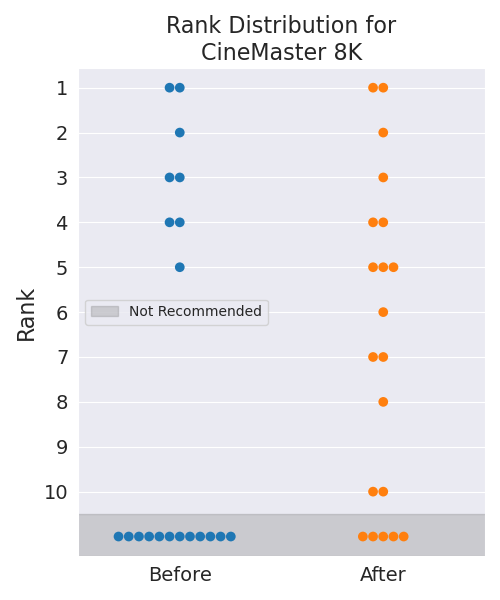 Rank Distribution for
CineMaster 8K
Rank
1
2
3
4
5
6
7
8
9
10
Not Recommended
Before After